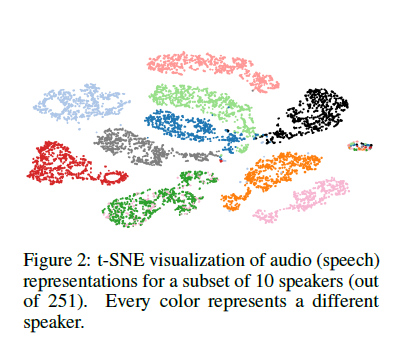 Figure 2: t-SNE visualization of audio (speech)
representations for a subset of 10 speakers (out
of 251). Every color represents a different
speaker.